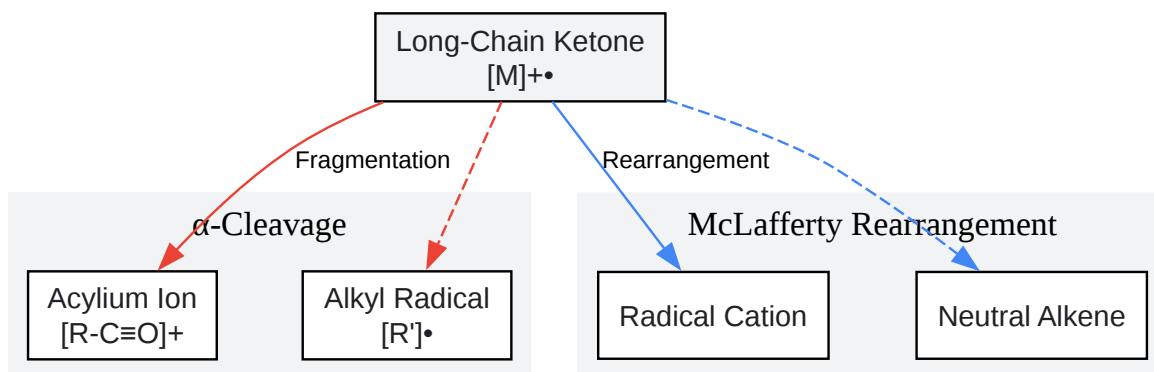 Long-Chain Ketone
[M]+•
Fragmentation
Rearrangement
α-Cleavage
McLafferty Rearrangement
Acylium Ion
[R-C≡O]+
Alkyl Radical
[R']•
Radical Cation
Neutral Alkene